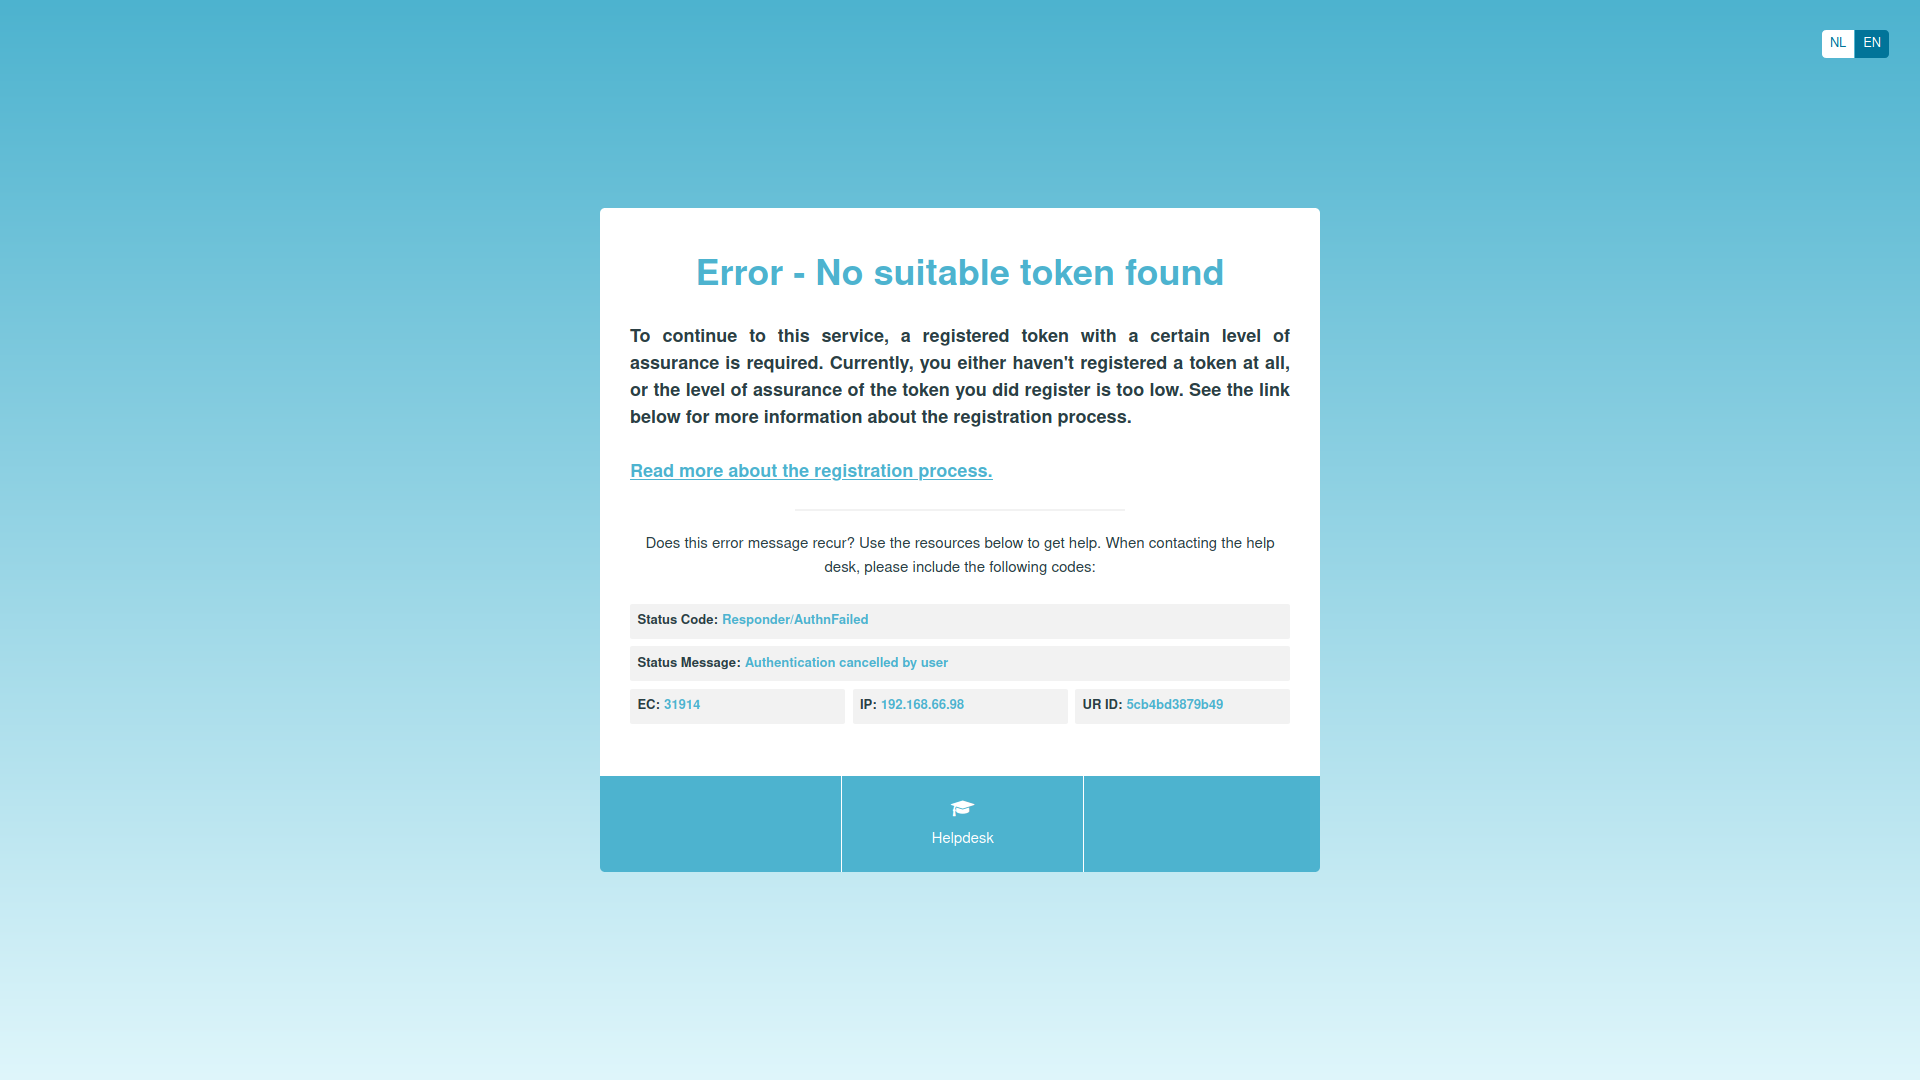 NL EN
Error - No suitable token found
To continue to this service, a registered token with a certain level of
assurance is required. Currently, you either haven't registered a token at all,
or the level of assurance of the token you did register is too low. See the link
below for more information about the registration process.
Read more about the registration process.
Does this error message recur? Use the resources below to get help. When contacting the help
desk, please include the following codes:
Status Code: Responder/AuthnFailed
Status Message: Authentication cancelled by user
EC: 31914 IP: 192.168.66.98 UR ID: 5cb4bd3879b49
Helpdesk